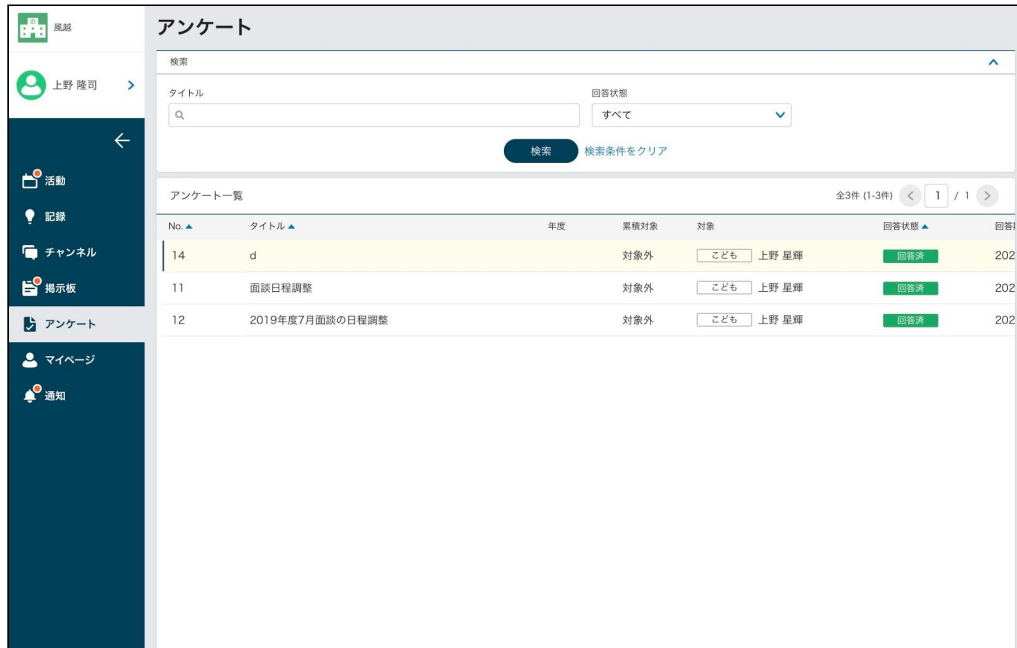 風越
アンケート
検索
上野 隆司
タイトル
回答状態
すべて
検索 検索条件をクリア
活動
記録
チャンネル
掲示板
アンケート
マイページ
通知
アンケート一覧 全3件 (1-3件) 1 / 1
No. タイトル 年度 累積対象 対象 回答状態 回答
14 d 対象外 こども 上野 星輝 回答済 202
11 面談日程調整 対象外 こども 上野 星輝 回答済 202
12 2019年度7月面談の日程調整 対象外 こども 上野 星輝 回答済 202